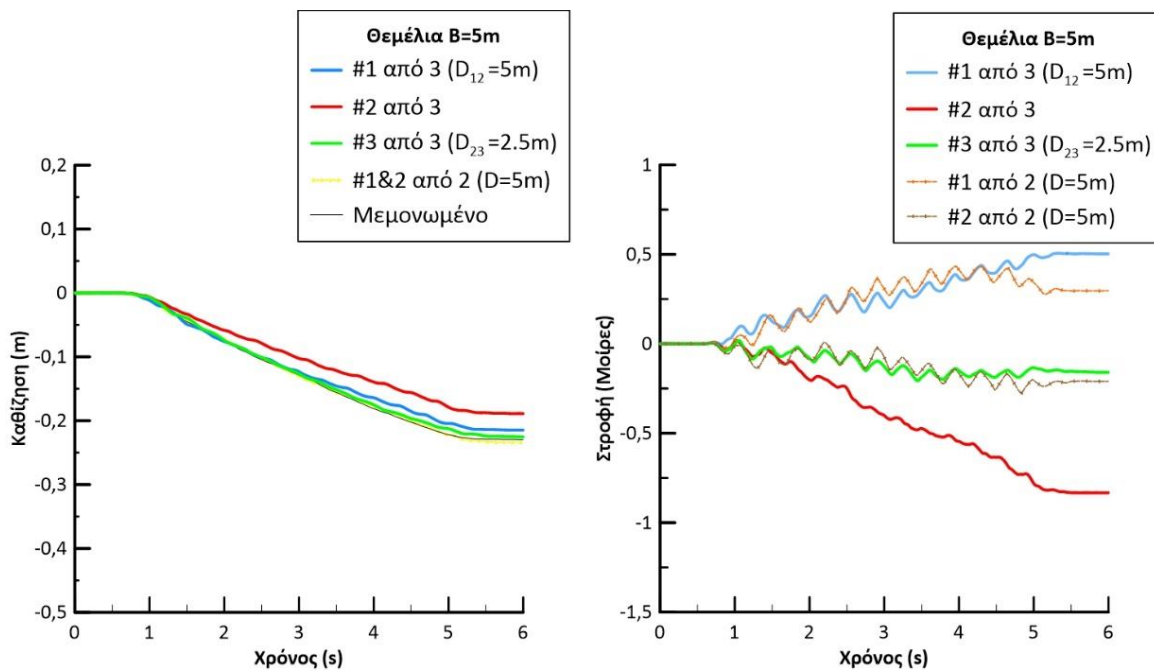 Θεμέλια B=5m
#1 από 3 (D12=5m)
#2 από 3
#3 από 3 (D23=2.5m)
#1&2 από 2 (D=5m)
Μεμονωμένο
0,2
0,1
0
-0,1
-0,2
-0,3
-0,4
-0,5
Καθίζηση (m)
0 1 2 3 4 5 6
Χρόνος (s)
Θεμέλια B=5m
#1 από 3 (D12=5m)
#2 από 3
#3 από 3 (D23=2.5m)
#1 από 2 (D=5m)
#2 από 2 (D=5m)
1
0,5
0
-0,5
-1
-1,5
Στροφή (Μοίρες)
0 1 2 3 4 5 6
Χρόνος (s)